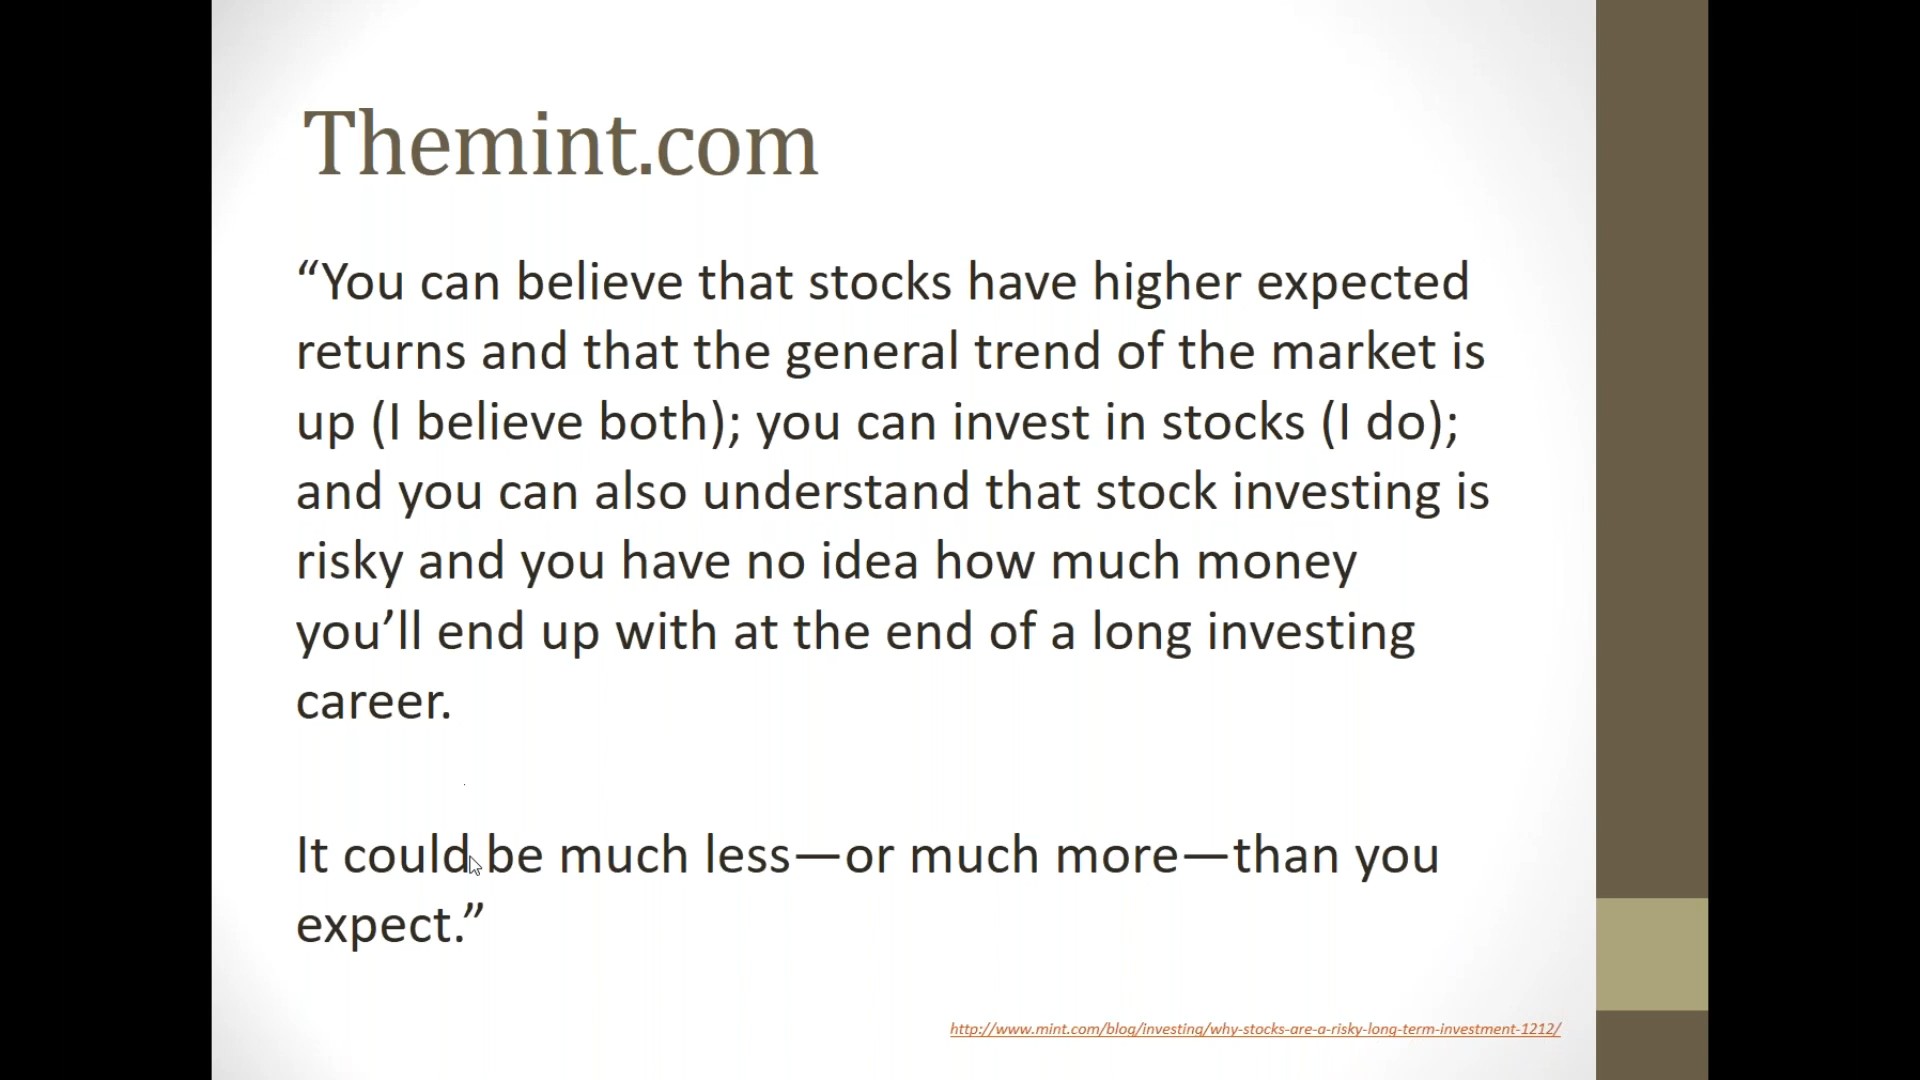 Themint.com
“You can believe that stocks have higher expected
returns and that the general trend of the market is
up (I believe both); you can invest in stocks (I do);
and you can also understand that stock investing is
risky and you have no idea how much money
you’ll end up with at the end of a long investing
career.
It could be much less—or much more—than you
expect.”
http://www.mint.com/blog/investing/why-stocks-are-a-risky-long-term-investment-1212/